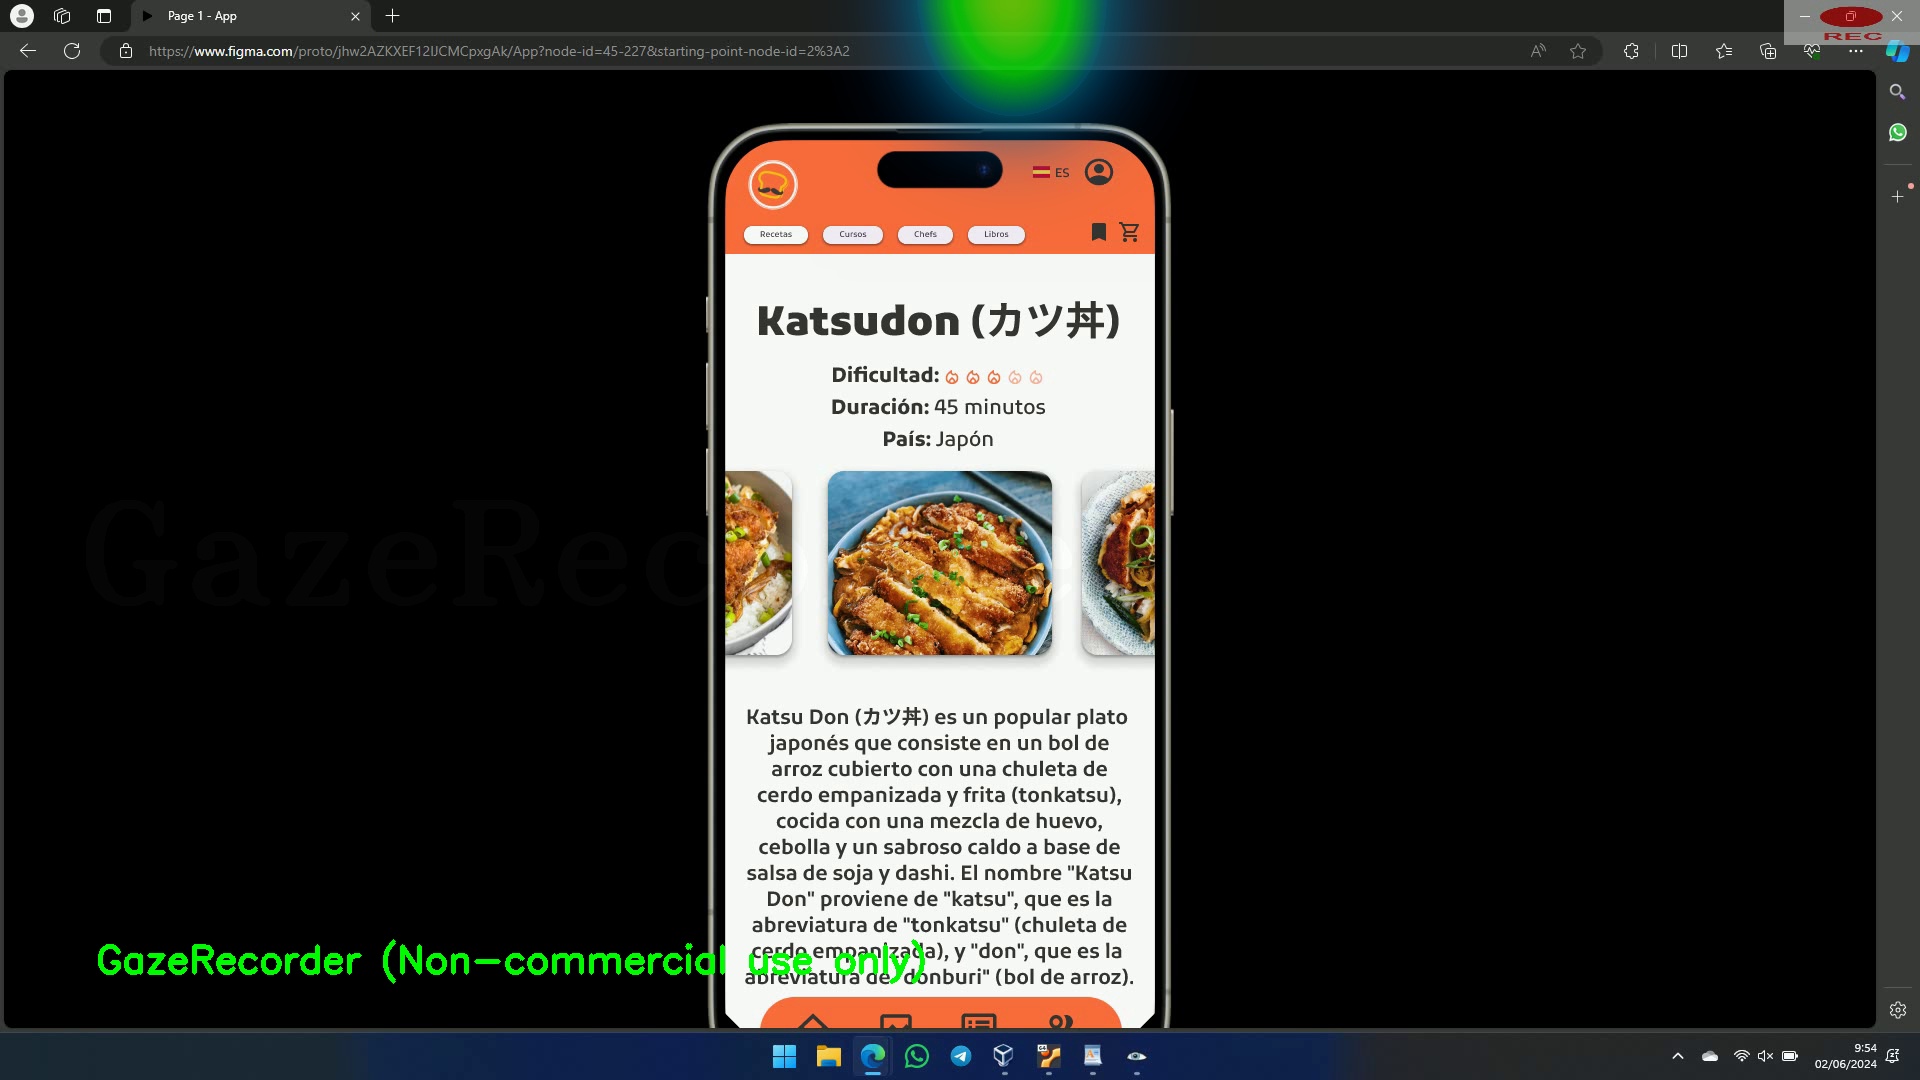 Page 1 - App
REC
https://www.figma.com/proto/jhw2AZKXEF12IJCMCpxgAk/App?node-id=45-227&starting-point-node-id=2%3A2
ES
Recetas
Cursos
Chefs
Libros
Katsudon (カツ丼)
Dificultad:
Duración: 45 minutos
País: Japón
Katsu Don (カツ丼) es un popular plato
japonés que consiste en un bol de
arroz cubierto con una chuleta de
cerdo empanizada y frita (tonkatsu),
cocida con una mezcla de huevo,
cebolla y un sabroso caldo a base de
salsa de soja y dashi. El nombre "Katsu
Don" proviene de "katsu", que es la
abreviatura de "tonkatsu" (chuleta de
cerdo empanizada), y "don", que es la
abreviatura de "donburi" (bol de arroz).
GazeRecorder (Non-commercial use only)
9:54
02/06/2024